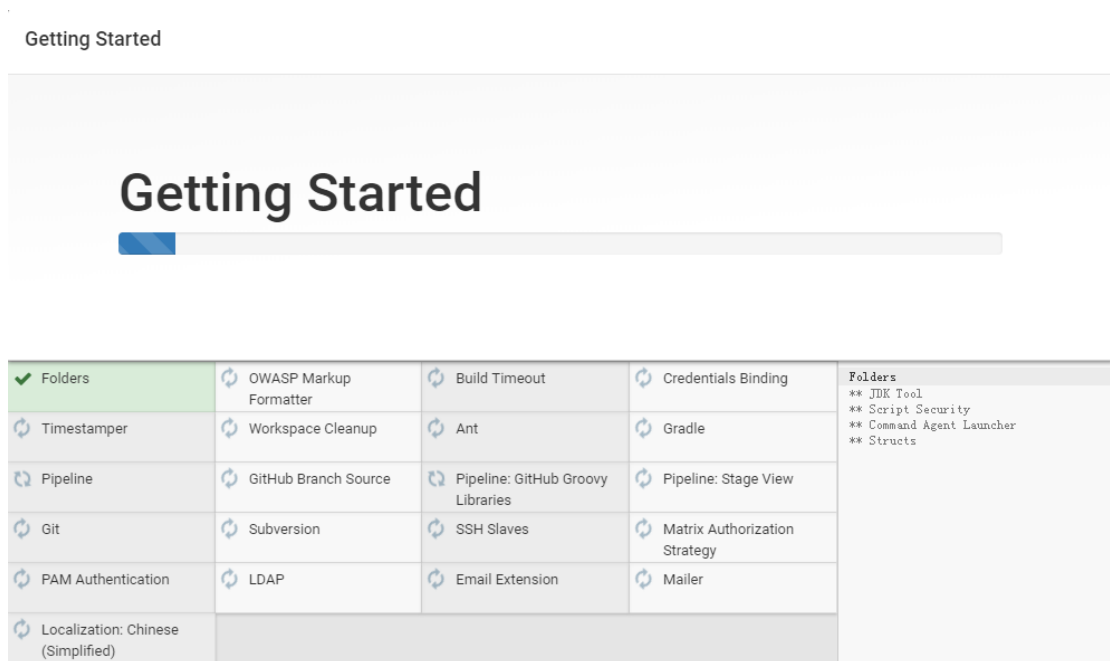 Getting Started
Getting Started
Folders
OWASP Markup
Formatter
Build Timeout
Credentials Binding
Timestamper
Workspace Cleanup
Ant
Gradle
Pipeline
GitHub Branch Source
Pipeline: GitHub Groovy
Libraries
Pipeline: Stage View
Git
Subversion
SSH Slaves
Matrix Authorization
Strategy
PAM Authentication
LDAP
Email Extension
Mailer
Localization: Chinese
(Simplified)
Folders
** JDK Tool
** Script Security
** Command Agent Launcher
** Structs